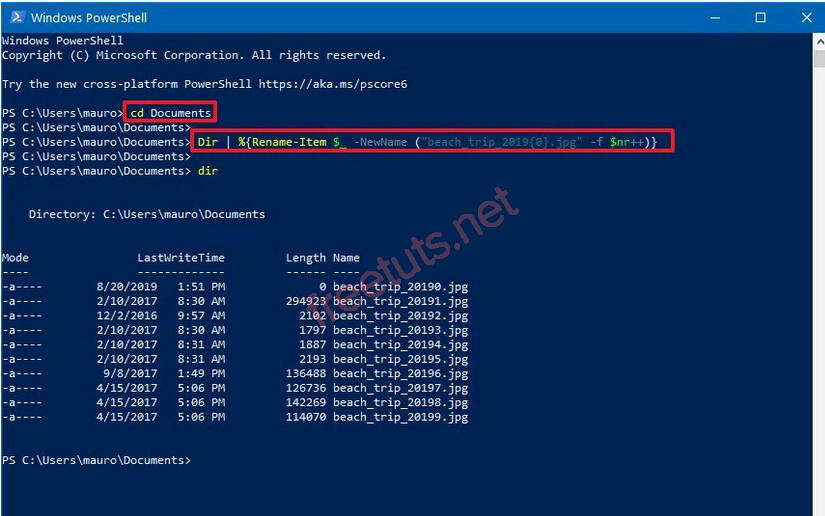 Windows PowerShell
Windows PowerShell
Copyright (C) Microsoft Corporation. All rights reserved.
Try the new cross-platform PowerShell https://aka.ms/pscore6
PS C:\Users\mauro> cd Documents
PS C:\Users\mauro\Documents>
PS C:\Users\mauro\Documents> Dir | %{Rename-Item $_ -NewName ("beach_trip_2019{0}.jpg" -f $nr++)}
PS C:\Users\mauro\Documents>
PS C:\Users\mauro\Documents> dir
Directory: C:\Users\mauro\Documents
Mode LastWriteTime Length Name
---- ------------- ------ ----
-a---- 8/20/2019 1:51 PM 0 beach_trip_20190.jpg
-a---- 2/10/2017 8:30 AM 294923 beach_trip_20191.jpg
-a---- 12/2/2016 9:57 AM 2102 beach_trip_20192.jpg
-a---- 2/10/2017 8:30 AM 1797 beach_trip_20193.jpg
-a---- 2/10/2017 8:31 AM 1887 beach_trip_20194.jpg
-a---- 2/10/2017 8:31 AM 2193 beach_trip_20195.jpg
-a---- 9/8/2017 1:49 PM 136488 beach_trip_20196.jpg
-a---- 4/15/2017 5:06 PM 126736 beach_trip_20197.jpg
-a---- 4/15/2017 5:06 PM 142269 beach_trip_20198.jpg
-a---- 4/15/2017 5:06 PM 114070 beach_trip_20199.jpg
PS C:\Users\mauro\Documents>
freetuts.net